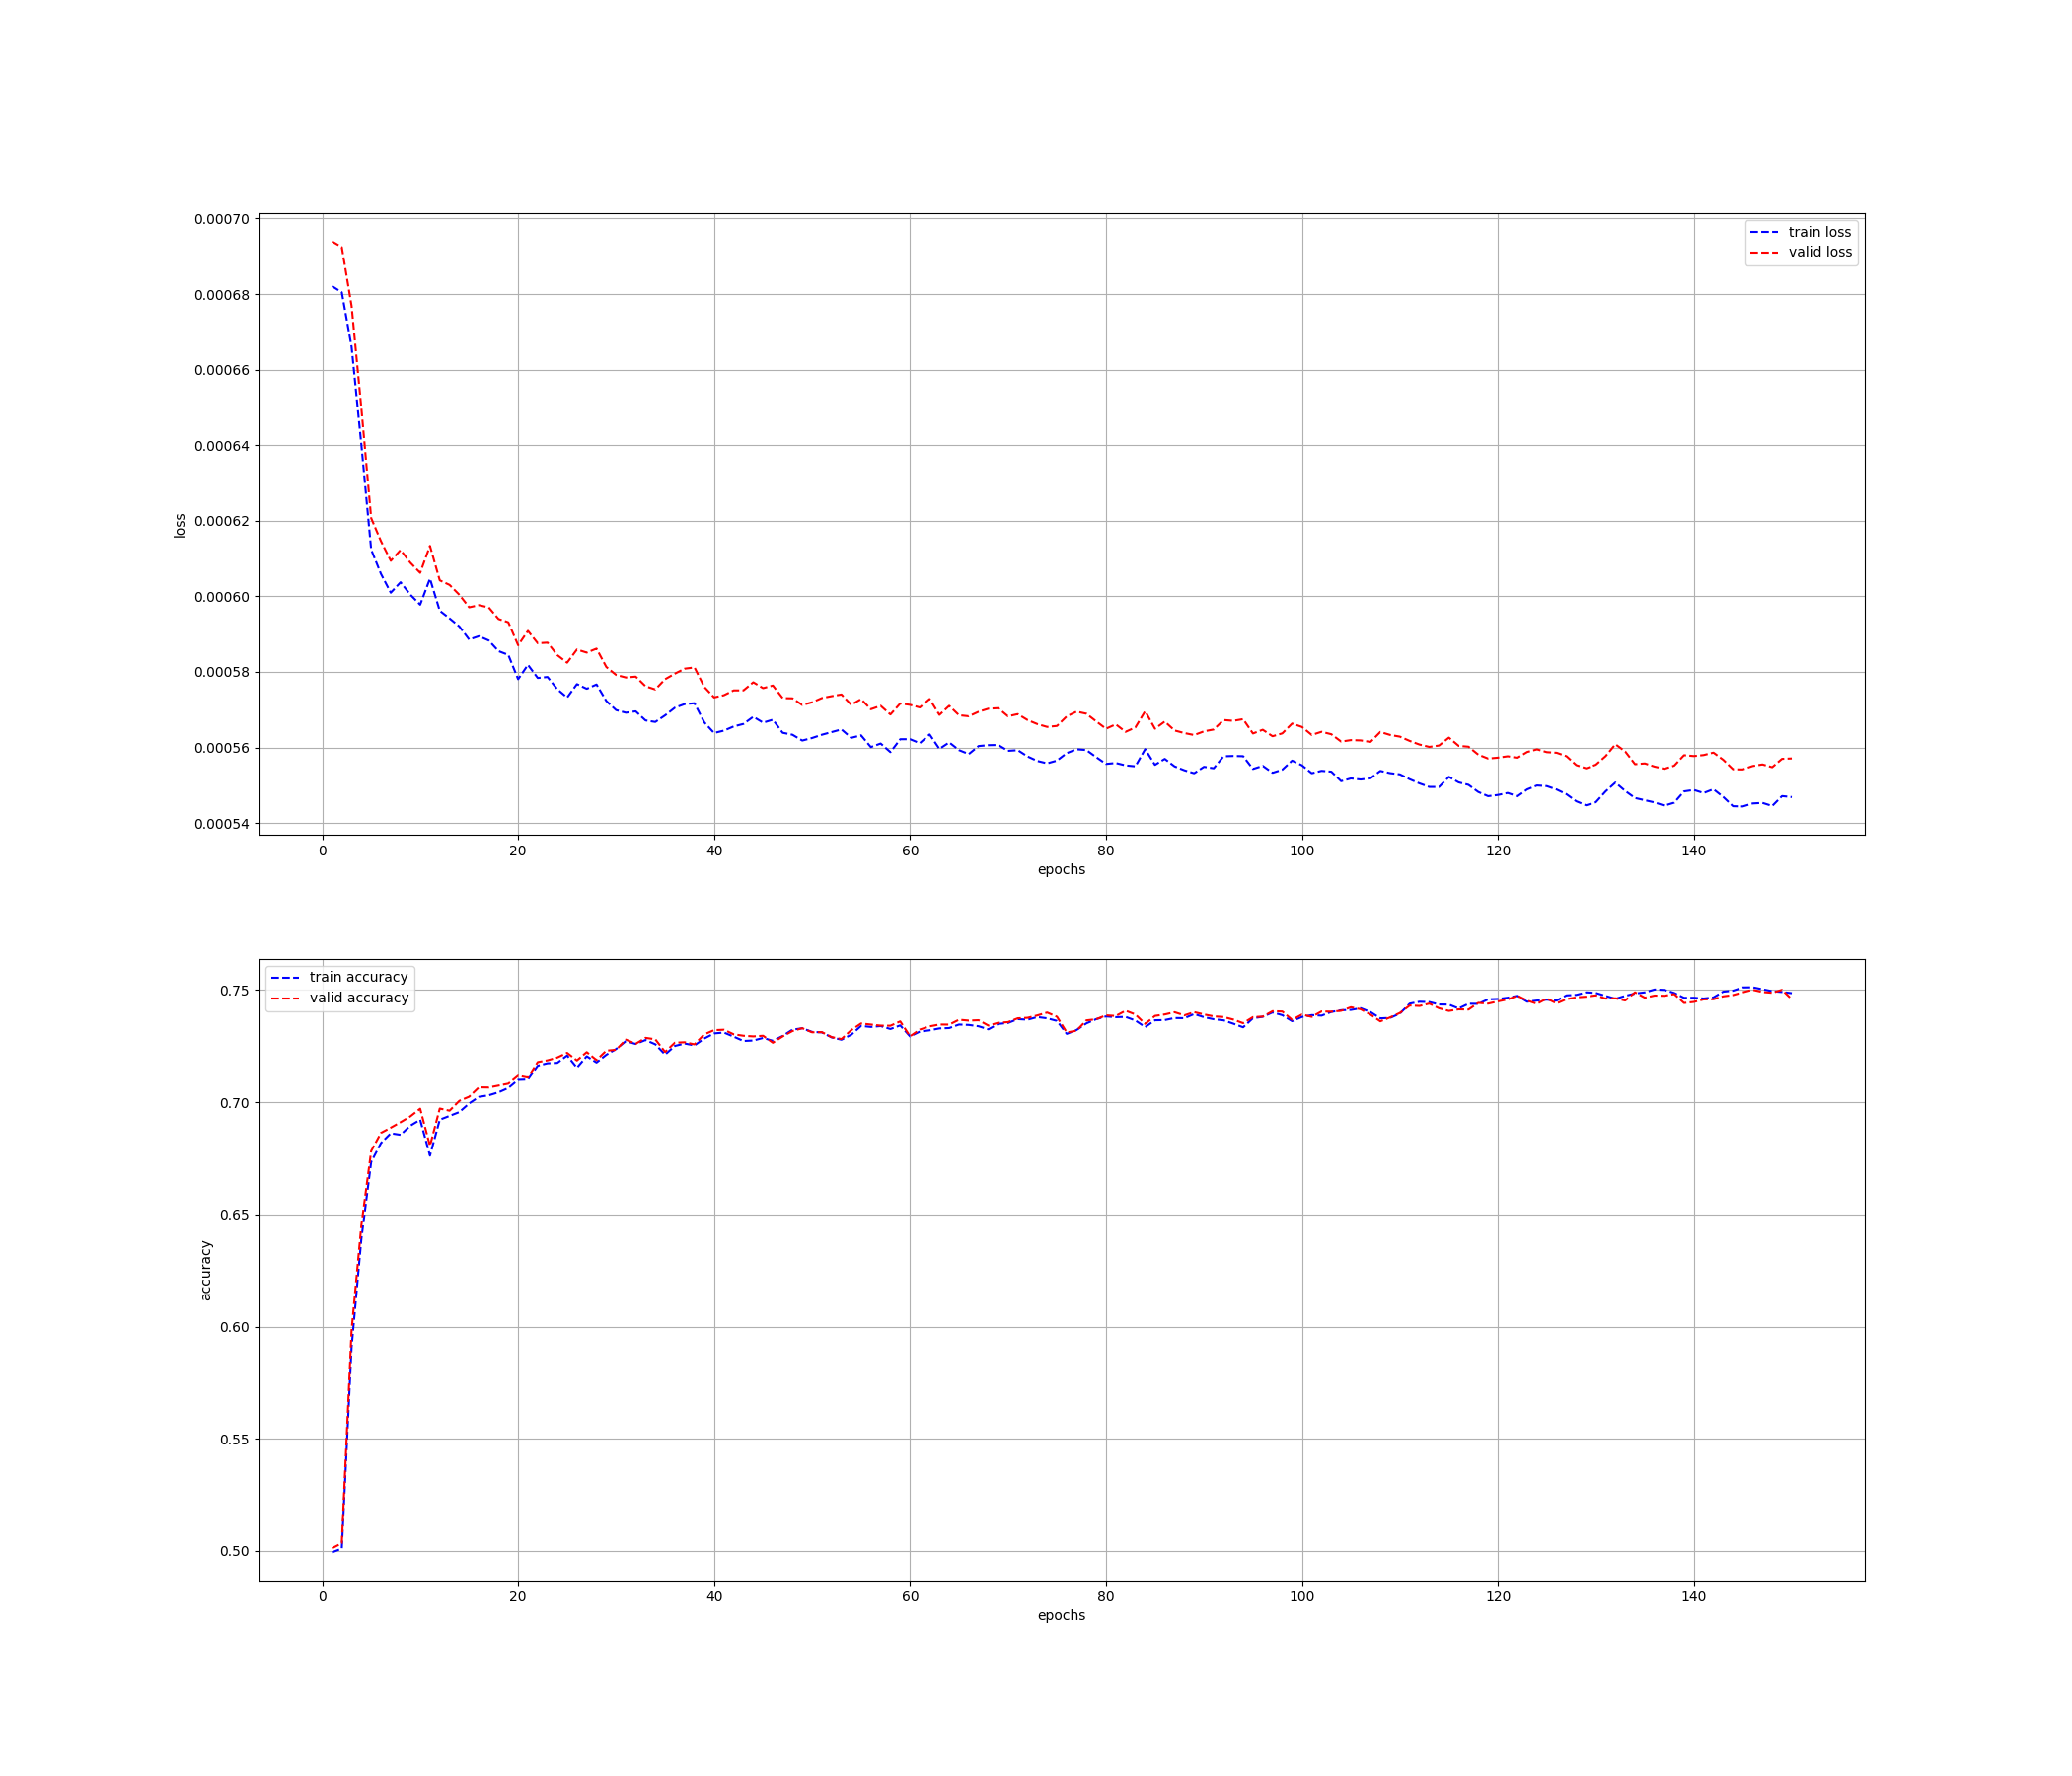 0.00070
0.00068
0.00066
0.00064
0.00062
0.00060
0.00058
0.00056
0.00054
loss
train loss
valid loss
0 20 40 60 80 100 120 140
epochs
0.75
0.70
0.65
0.60
0.55
0.50
accuracy
train accuracy
valid accuracy
0 20 40 60 80 100 120 140
epochs